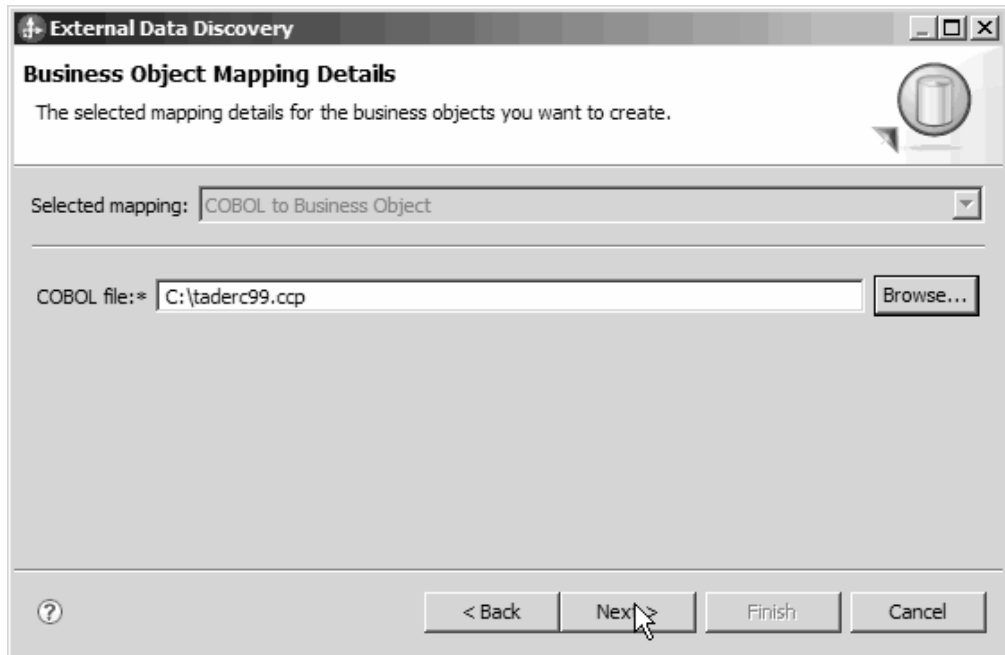 External Data Discovery
Business Object Mapping Details
The selected mapping details for the business objects you want to create.
Selected mapping: COBOL to Business Object
COBOL file:* C:\taderc99.ccp Browse...
< Back Next > Finish Cancel